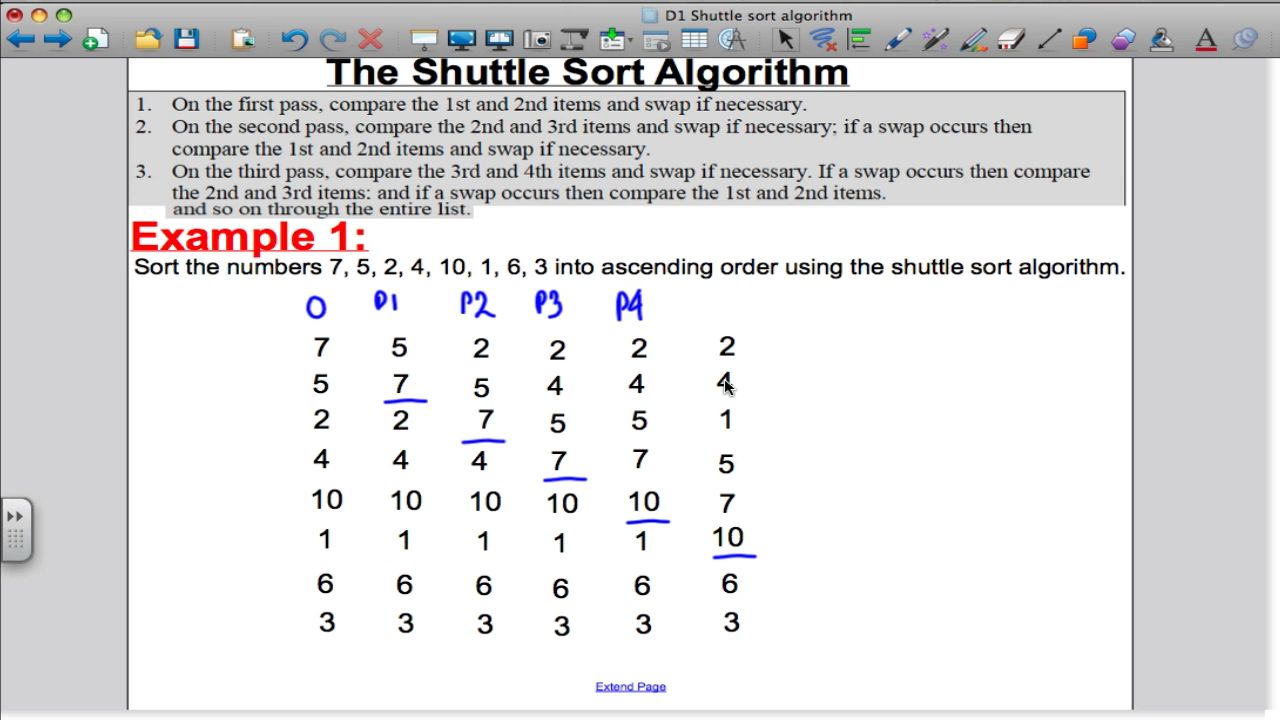 D1 Shuttle sort algorithm
The Shuttle Sort Algorithm
1. On the first pass, compare the 1st and 2nd items and swap if necessary.
2. On the second pass, compare the 2nd and 3rd items and swap if necessary; if a swap occurs then
compare the 1st and 2nd items and swap if necessary.
3. On the third pass, compare the 3rd and 4th items and swap if necessary. If a swap occurs then compare
the 2nd and 3rd items: and if a swap occurs then compare the 1st and 2nd items.
and so on through the entire list.
Example 1:
Sort the numbers 7, 5, 2, 4, 10, 1, 6, 3 into ascending order using the shuttle sort algorithm.
O P1 P2 P3 P4
7 5 2 2 2 2
5 7 5 4 4 4
2 2 7 5 5 1
4 4 4 7 7 5
10 10 10 10 10 7
1 1 1 1 1 10
6 6 6 6 6 6
3 3 3 3 3 3
Extend Page